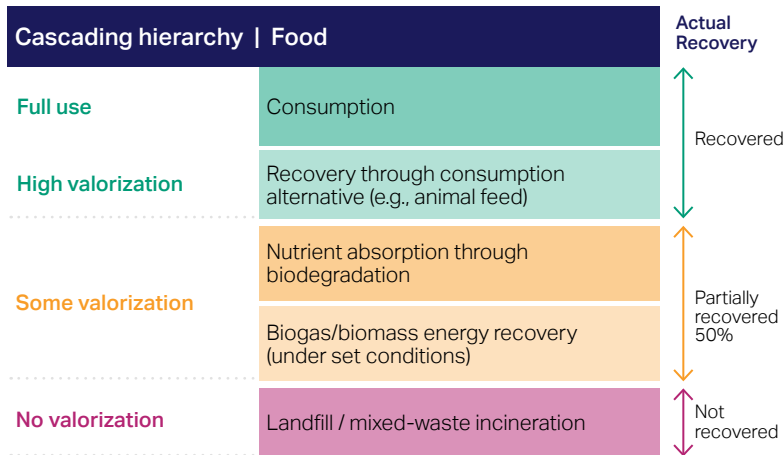 Cascading hierarchy | Food
Actual
Recovery
Full use
Consumption
Recovered
High valorization
Recovery through consumption
alternative (e.g., animal feed)
Some valorization
Nutrient absorption through
biodegradation
Biogas/biomass energy recovery
(under set conditions)
Partially
recovered
50%
No valorization
Landfill / mixed-waste incineration
Not
recovered